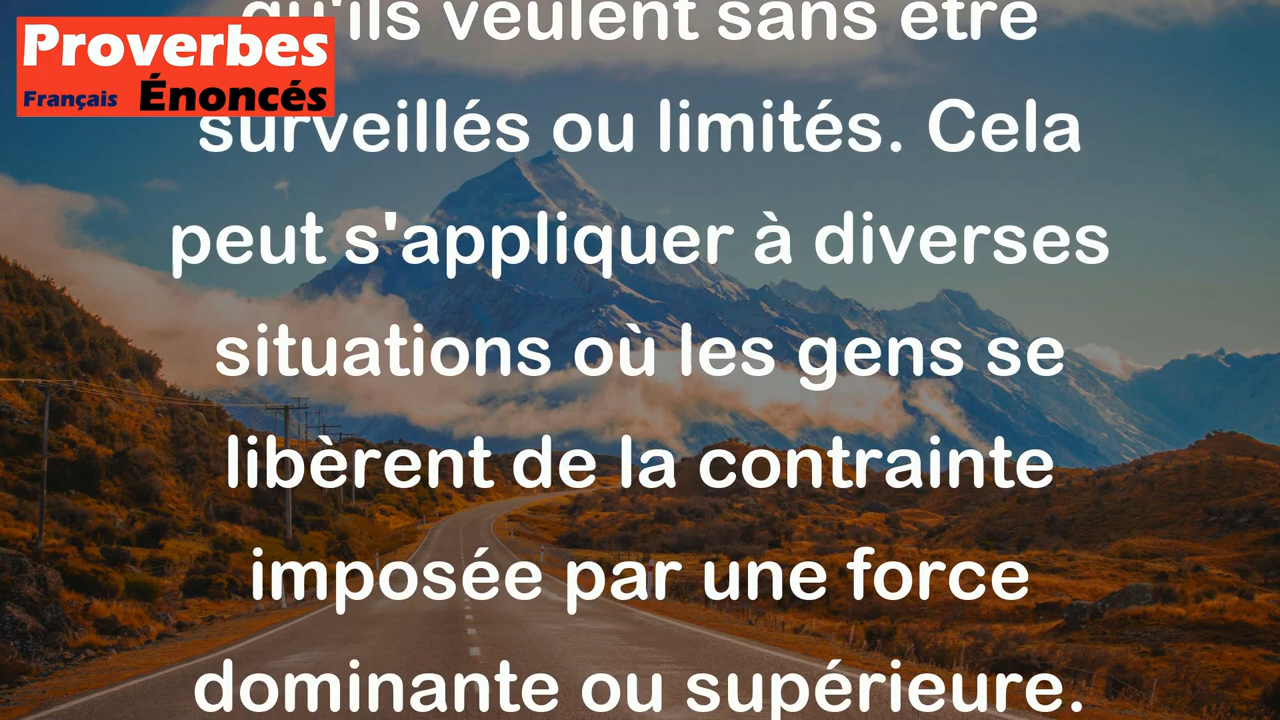 Proverbes
Français Énoncés
qu'ils veulent sans être
surveillés ou limités. Cela
peut s'appliquer à diverses
situations où les gens se
libèrent de la contrainte
imposée par une force
dominante ou supérieure.